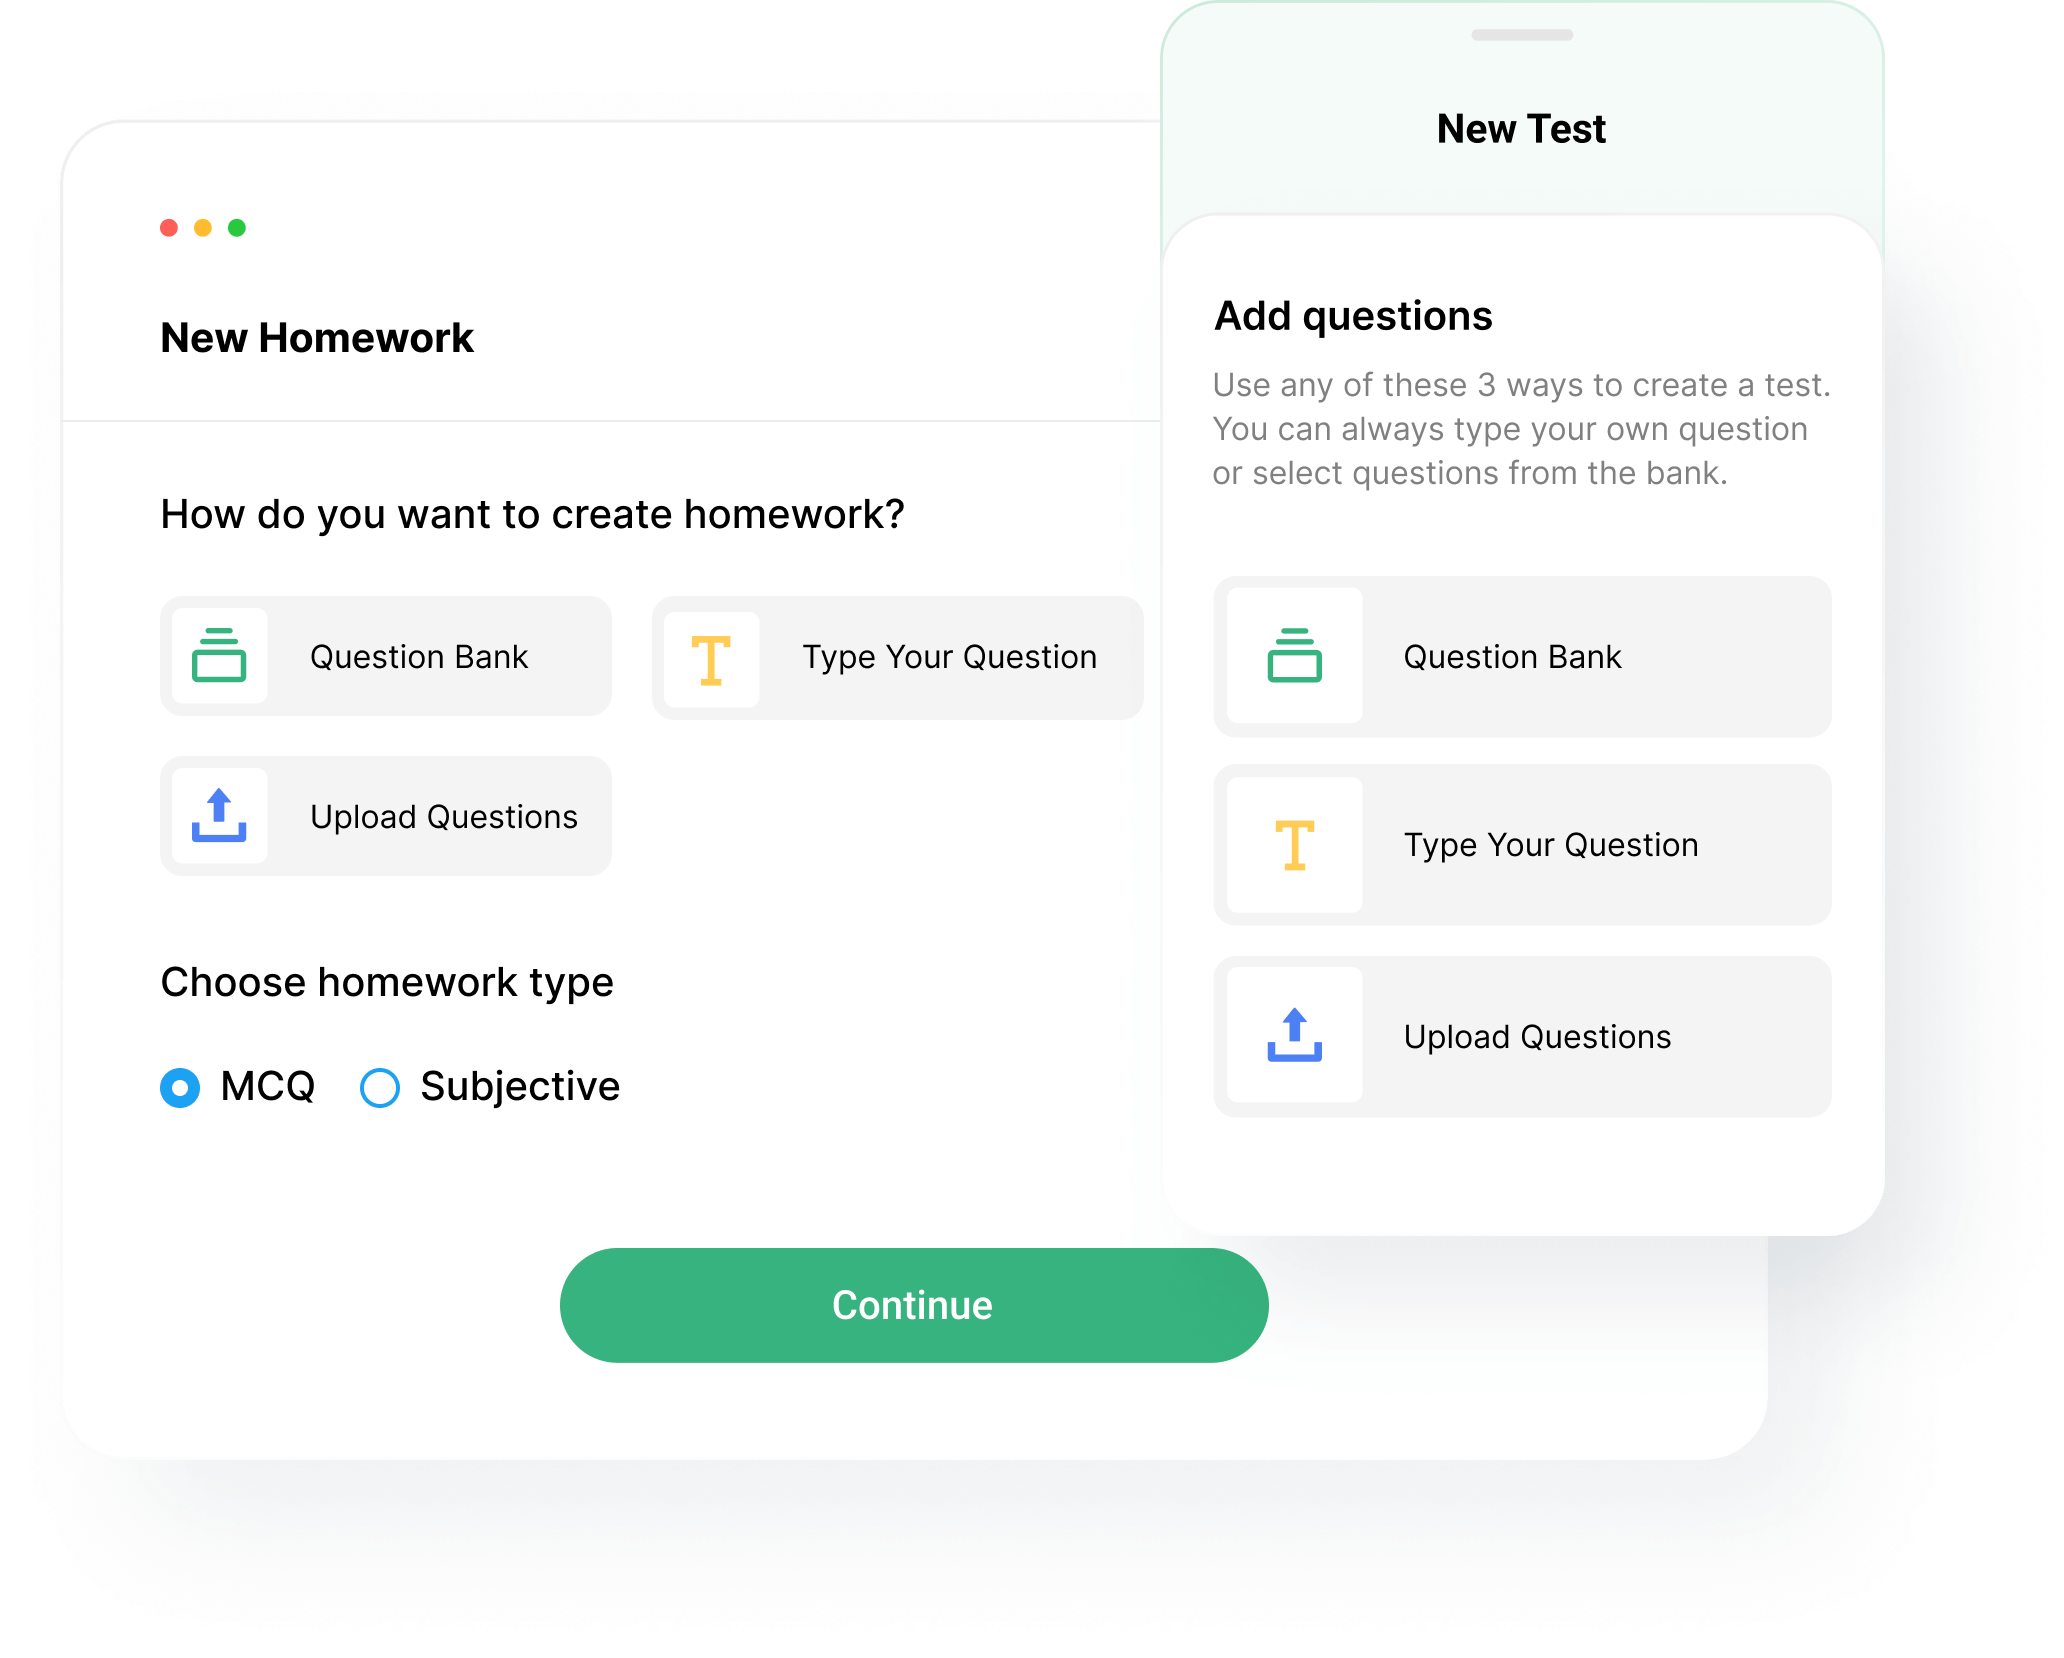 New Homework
How do you want to create homework?
Question Bank
Type Your Question
Upload Questions
Choose homework type
MCQ
Subjective
Continue
New Test
Add questions
Use any of these 3 ways to create a test.
You can always type your own question
or select questions from the bank.
Question Bank
Type Your Question
Upload Questions